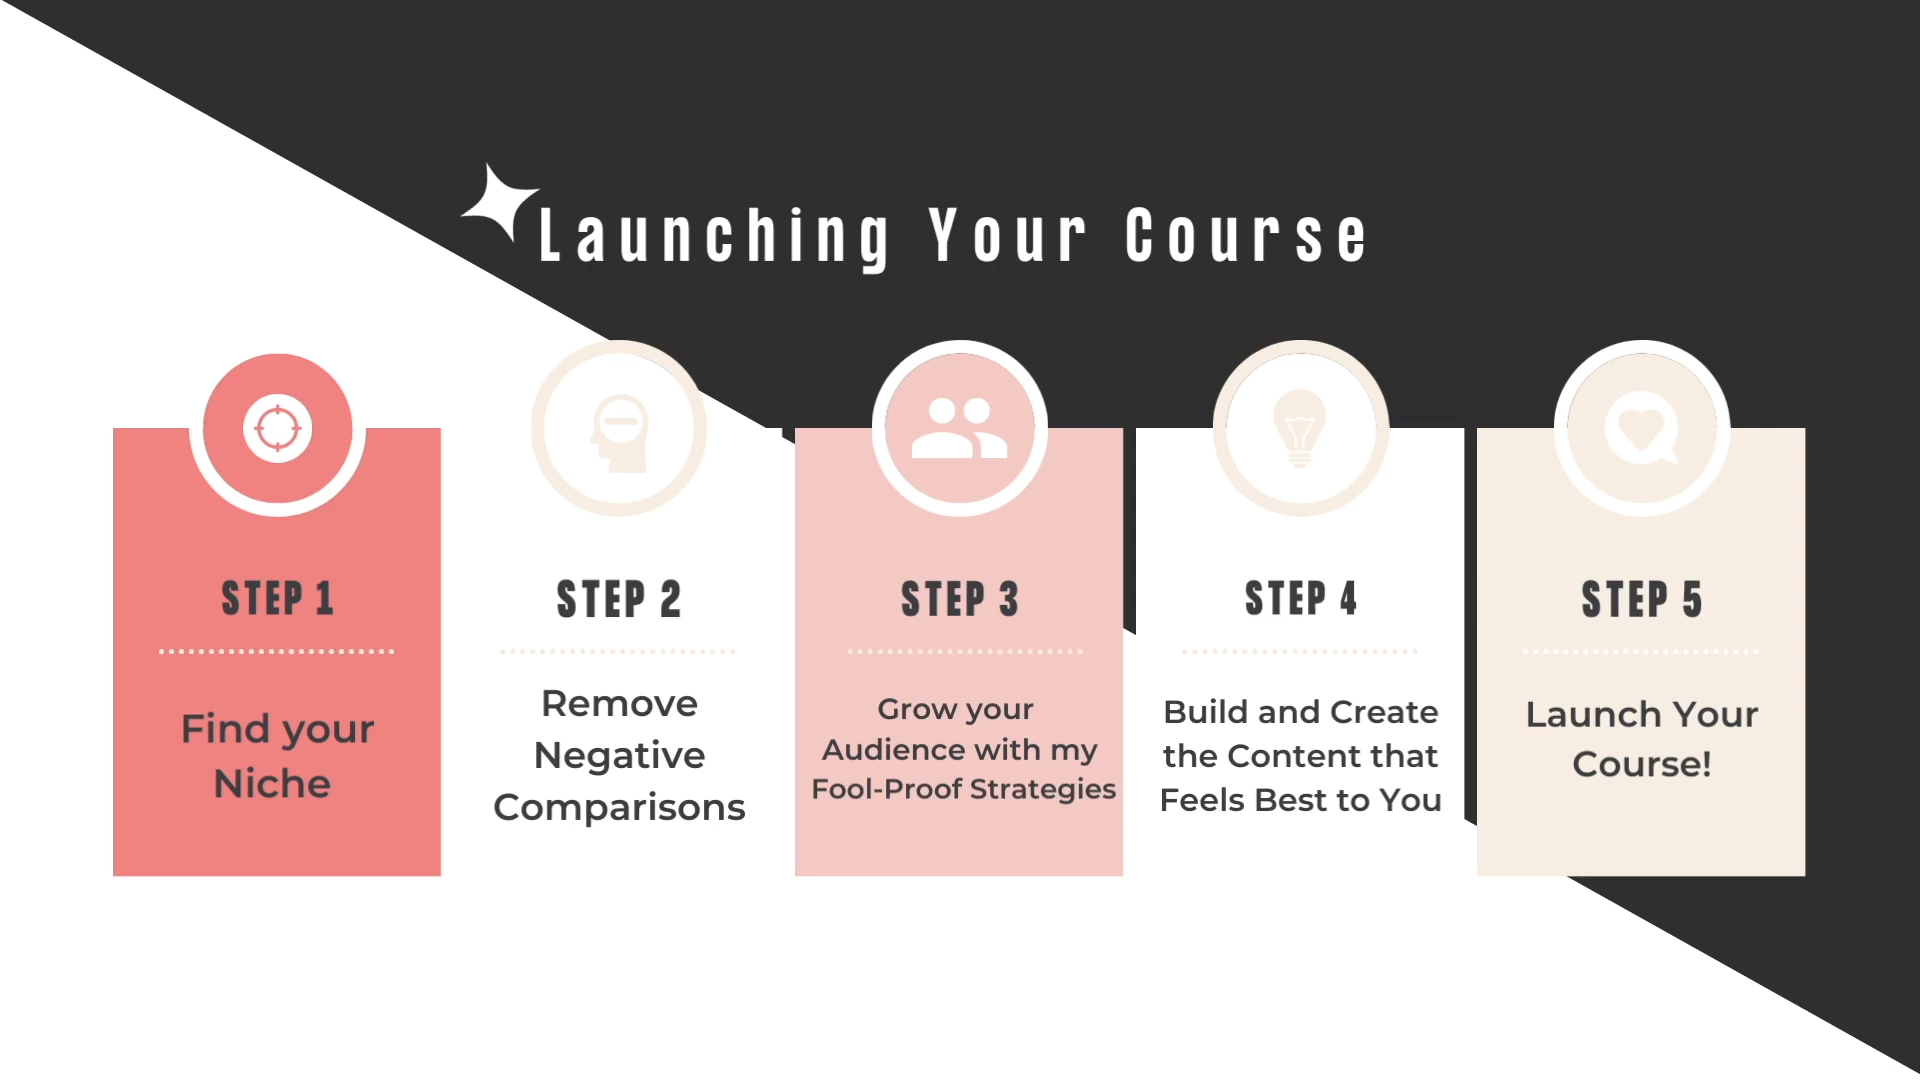 Launching Your Course
STEP 1
Find your
Niche
STEP 2
Remove
Negative
Comparisons
STEP 3
Grow your
Audience with my
Fool-Proof Strategies
STEP 4
Build and Create
the Content that
Feels Best to You
STEP 5
Launch Your
Course!